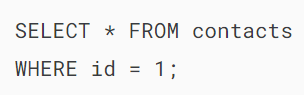 SELECT * FROM contacts
WHERE id = 1;